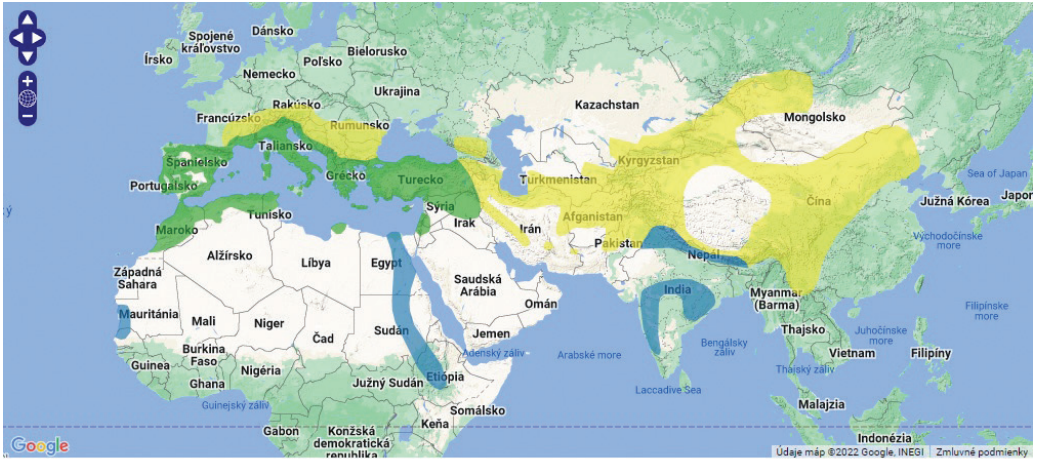 Spojené
kráľovstvo
Dánsko
Írsko
Poľsko
Bielorusko
Nemecko
Ukrajina
Rakúsko
Francúzsko
Rumunsko
Taliansko
Španielsko
Portugalsko
Grécko
Turecko
Kazachstan
Mongolsko
Kyrgyzstan
Turkmenistan
Sea of Japan
Čína
Južná Kórea
Japon
Sýria
Irak
Irán
Afganistan
Pakistan
Tunisko
Maroko
Východočínske
more
Alžírsko
Líbya
Egypt
Nepál
Západná
Sahara
Saudská
Arábia
Omán
India
Myanmar
(Barma)
Mauritánia
Mali
Niger
Čad
Sudán
Jemen
Filipínske
more
Adenský záliv
Arabské more
Bengálsky
záliv
Thajsko
Juhočínske
more
Vietnam
Filipíny
Burkina
Faso
Guinea
Ghana
Nigéria
Južný Sudán
Etiópia
Thajský záliv
Laccadive Sea
Guinejský záliv
Somálsko
Malajzia
Gabon
Konžská
demokratická
republika
Keňa
Indonézia
ý
Google
Údaje máp ©2022 Google, INEGI
Zmluvné podmienky